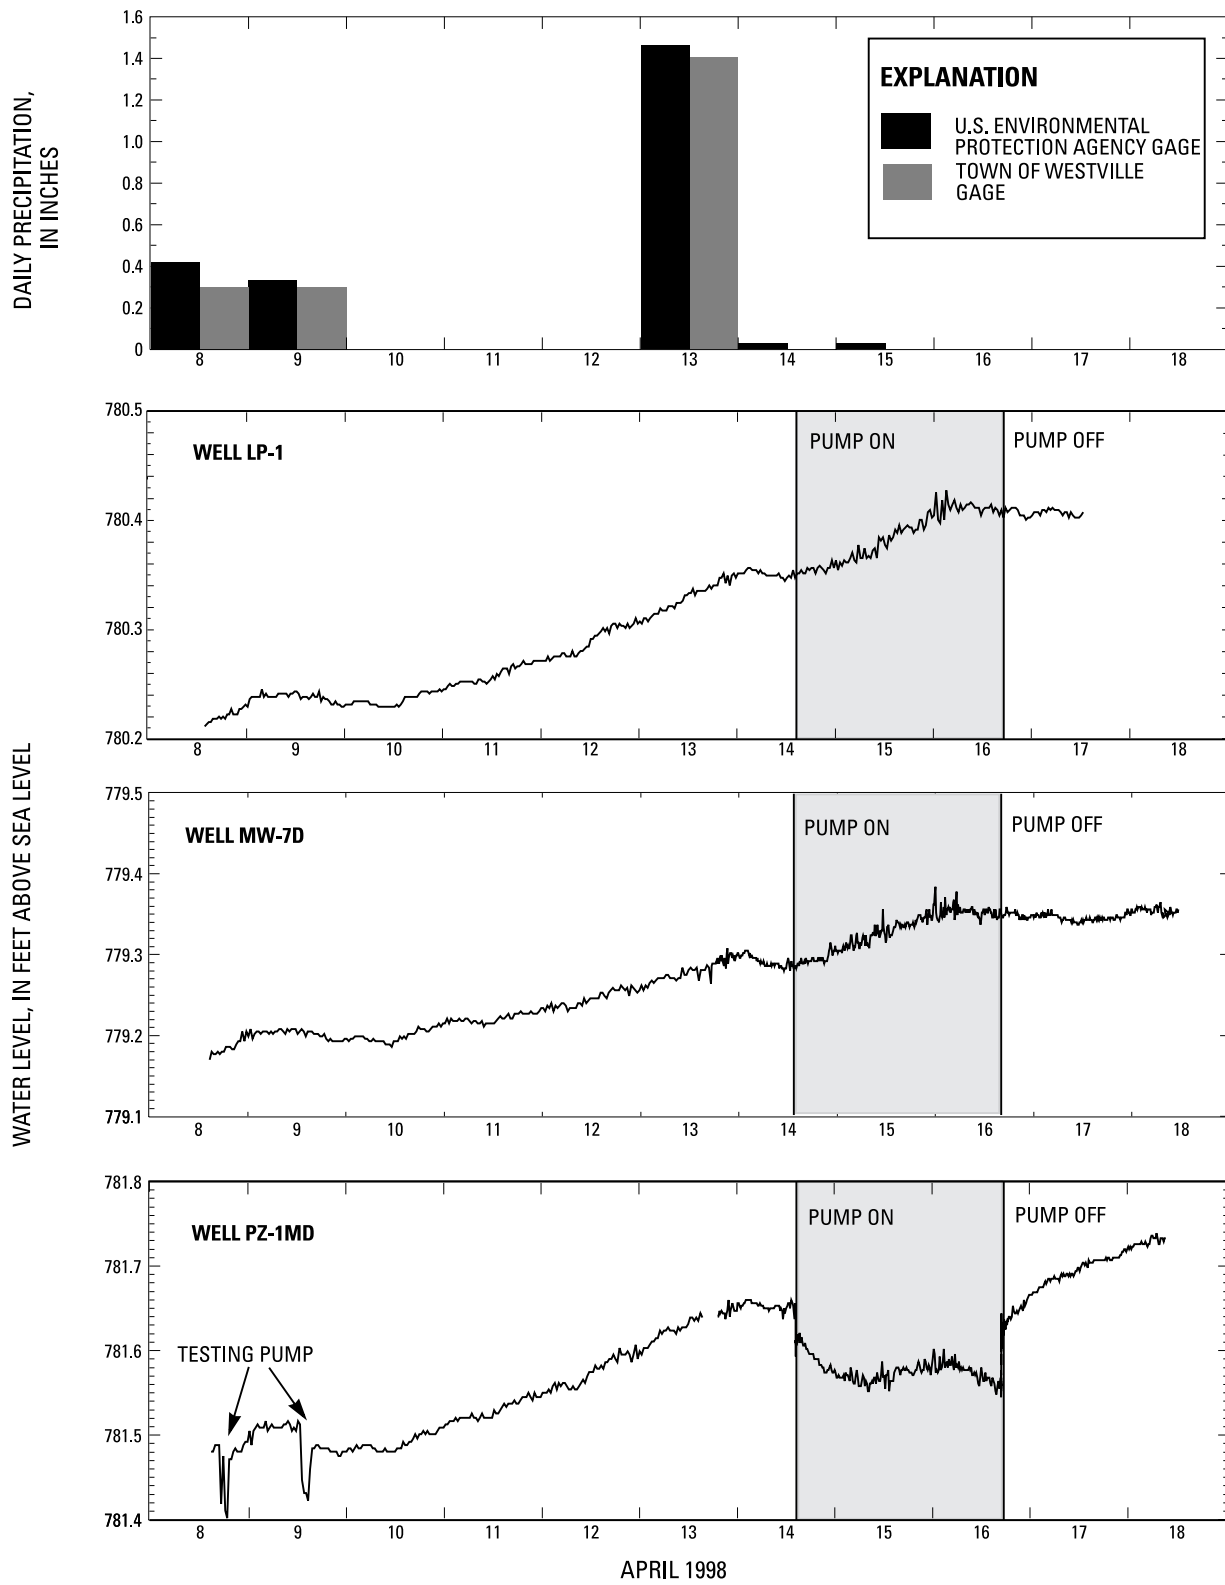 DAILY PRECIPITATION,
IN INCHES
1.6
1.4
1.2
1.0
0.8
0.6
0.4
0.2
0
EXPLANATION
U.S. ENVIRONMENTAL
PROTECTION AGENCY GAGE
TOWN OF WESTVILLE
GAGE
8 9 10 11 12 13 14 15 16 17 18
WATER LEVEL, IN FEET ABOVE SEA LEVEL
780.5
780.4
780.3
780.2
WELL LP-1
PUMP ON
PUMP OFF
8 9 10 11 12 13 14 15 16 17 18
779.5
779.4
779.3
779.2
779.1
WELL MW-7D
PUMP ON
PUMP OFF
8 9 10 11 12 13 14 15 16 17 18
781.8
781.7
781.6
781.5
781.4
WELL PZ-1MD
PUMP ON
PUMP OFF
TESTING PUMP
8 9 10 11 12 13 14 15 16 17 18
APRIL 1998